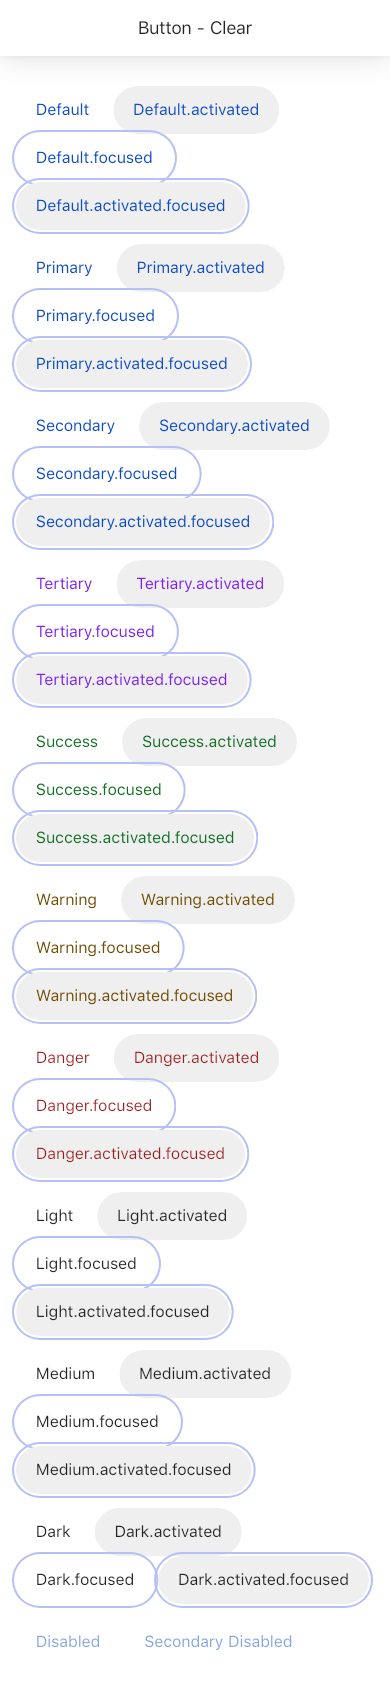 Button - Clear
Default Default.activated
Default.focused
Default.activated.focused
Primary Primary.activated
Primary.focused
Primary.activated.focused
Secondary Secondary.activated
Secondary.focused
Secondary.activated.focused
Tertiary Tertiary.activated
Tertiary.focused
Tertiary.activated.focused
Success Success.activated
Success.focused
Success.activated.focused
Warning Warning.activated
Warning.focused
Warning.activated.focused
Danger Danger.activated
Danger.focused
Danger.activated.focused
Light Light.activated
Light.focused
Light.activated.focused
Medium Medium.activated
Medium.focused
Medium.activated.focused
Dark Dark.activated
Dark.focused Dark.activated.focused
Disabled Secondary Disabled